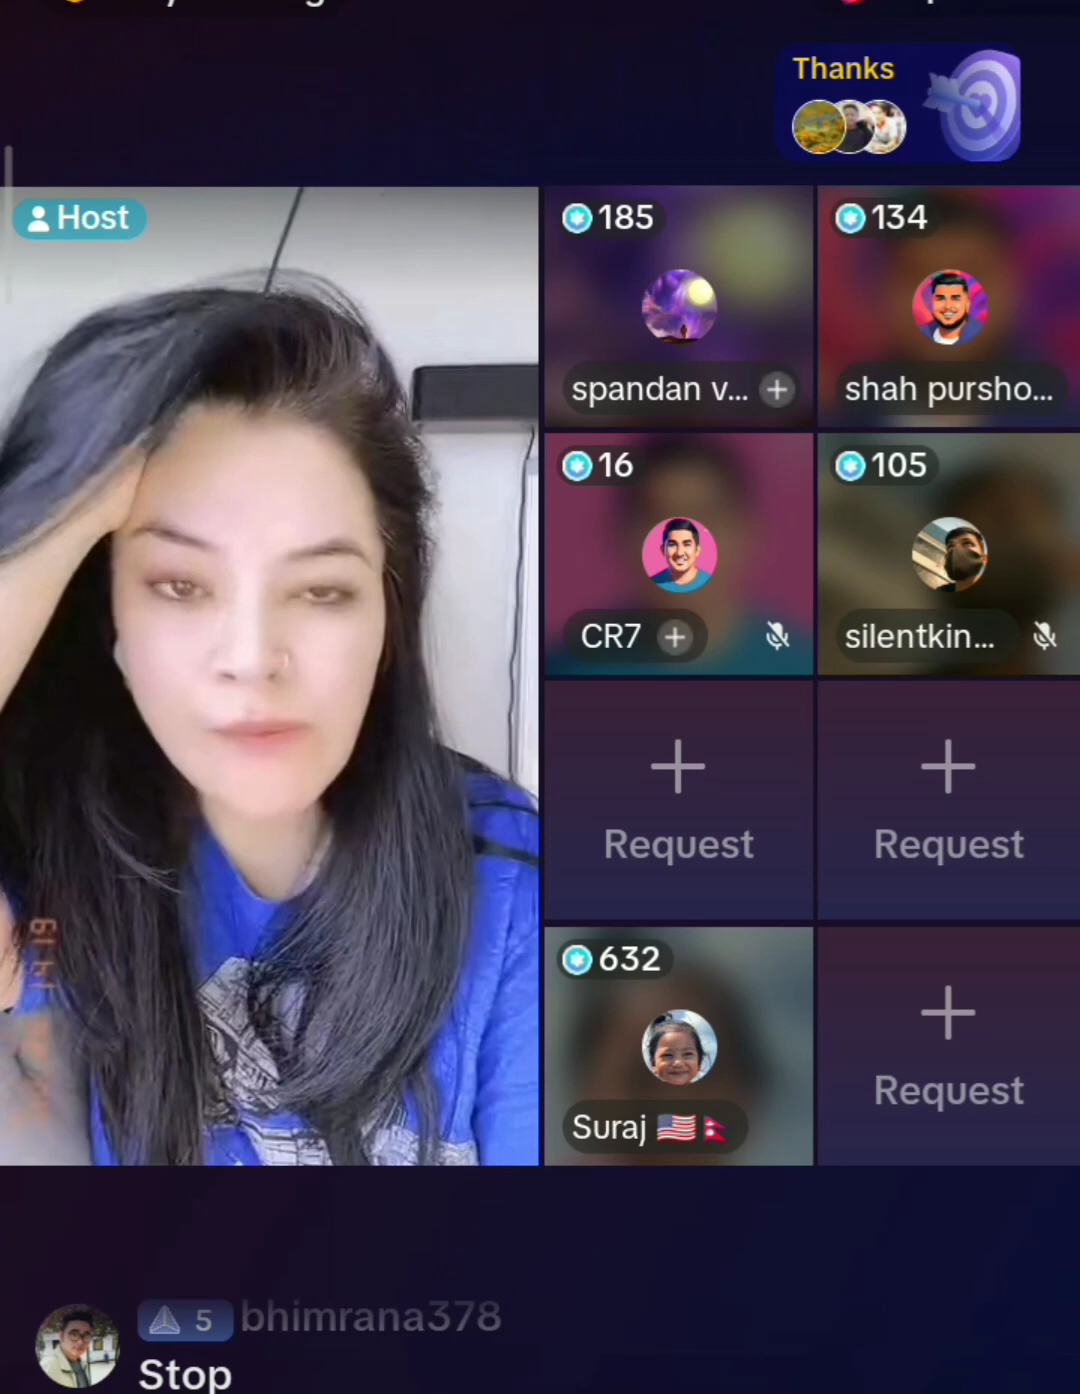 Thanks
Host
185
134
spandan v...
shah pursho...
16
105
CR7
silentkin...
Request
Request
632
Suraj 🇺🇸🇳🇵
Request
5 bhimrana378
Stop